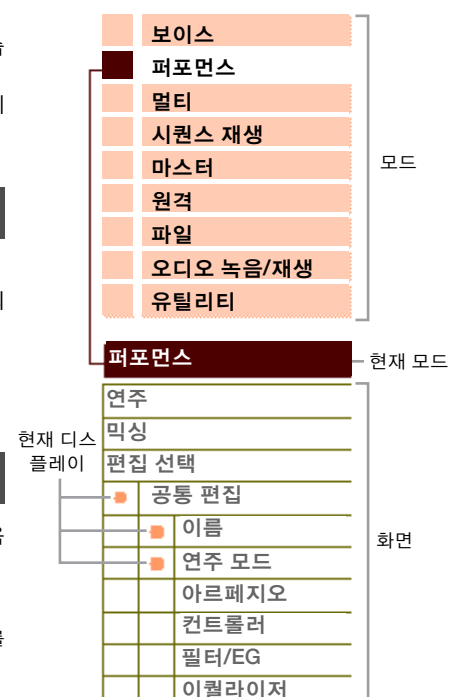 보이스
퍼포먼스
멀티
시퀀스 재생
마스터
원격
파일
오디오 녹음/재생
유틸리티
모드
퍼포먼스
현재 모드
연주
믹싱
편집 선택
공통 편집
이름
연주 모드
아르페지오
컨트롤러
필터/EG
이퀄라이저
현재 디스
플레이
화면